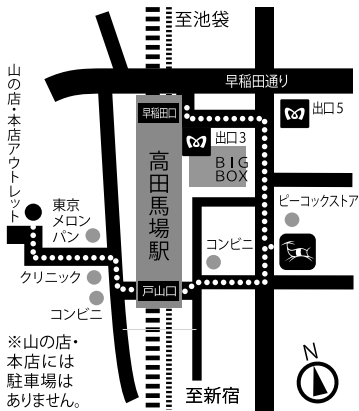 至池袋
早稲田通り
山の店・本店アウトレット
早稲田口
出口5
出口3
BIG
BOX
高田馬場駅
東京
メロン
パン
ピーコックストア
コンビニ
クリニック
戸山口
コンビニ
※山の店・
本店には
駐車場は
ありません。
至新宿
N